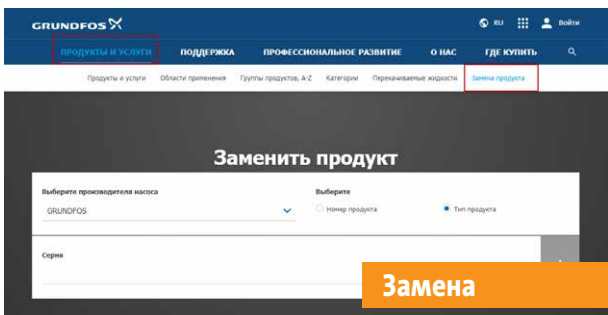 GRUNDFOS
RU Войти
ПРОДУКТЫ И УСЛУГИ ПОДДЕРЖКА ПРОФЕССИОНАЛЬНОЕ РАЗВИТИЕ О НАС ГДЕ КУПИТЬ
Продукты и услуги Области применения Группы продуктов, A-Z Категории Перекачиваемые жидкости Замена продукта
Заменить продукт
Выберите производителя насоса Выберите
GRUNDFOS Номер продукта Тип продукта
Серия
Замена